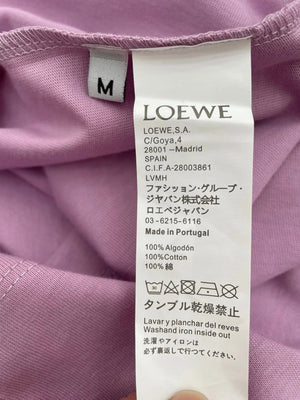 M
LOEWE
LOEWE,S.A.
C/Goya,4
28001 -Madrid
SPAIN
C.I.F.A-28003861
LVMH
ファッション・グループ・
ジャパン株式会社
ロエベジャパン
03-6215-6116
Made in Portugal
100%Algodón
100%Cotton
100%綿
タンブル乾燥禁止
Lavar y planchar del reves
Washand iron inside out
洗濯やアイロンは
必ず裏返しで行してください